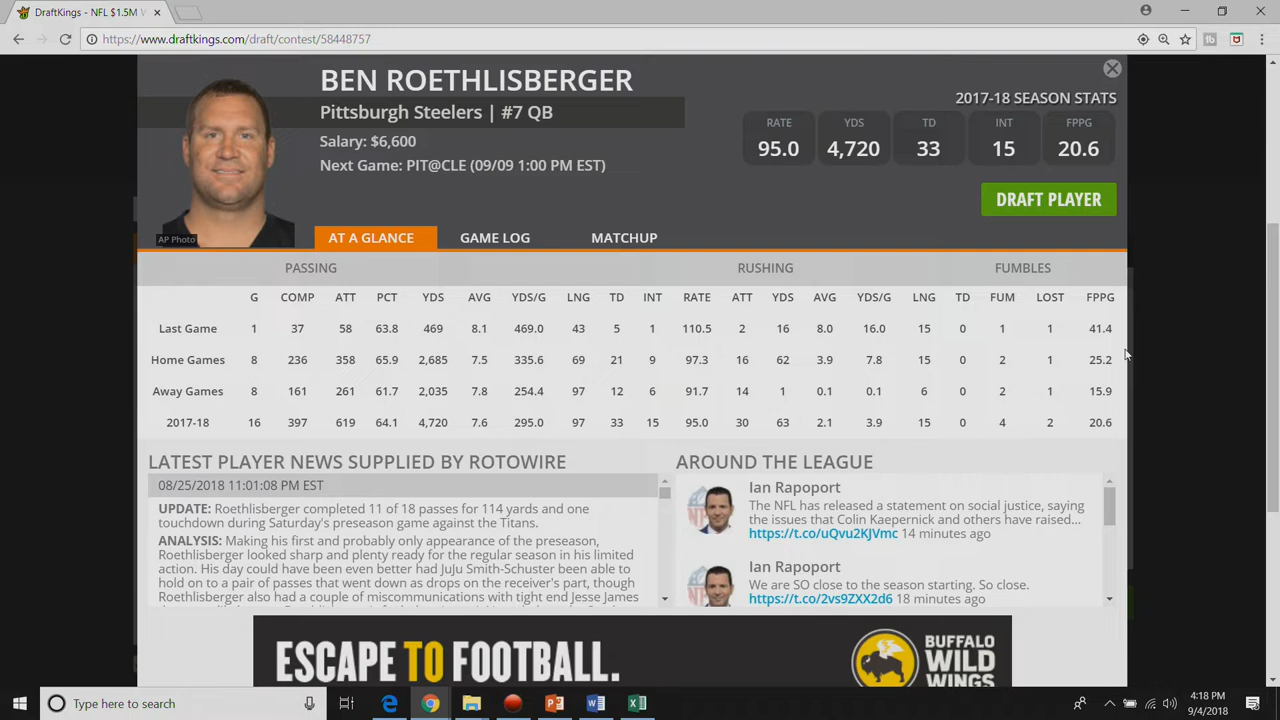 DraftKings - NFL $1.5M W
https://www.draftkings.com/draft/contest/58448757
BEN ROETHLISBERGER
Pittsburgh Steelers | #7 QB
Salary: $6,600
Next Game: PIT@CLE (09/09 1:00 PM EST)
AP Photo
2017-18 SEASON STATS
RATE YDS TD INT FPPG
95.0 4,720 33 15 20.6
DRAFT PLAYER
AT A GLANCE GAME LOG MATCHUP
PASSING RUSHING FUMBLES
G COMP ATT PCT YDS AVG YDS/G LNG TD INT RATE ATT YDS AVG YDS/G LNG TD FUM LOST FPPG
Last Game 1 37 58 63.8 469 8.1 469.0 43 5 1 110.5 2 16 8.0 16.0 15 0 1 1 41.4
Home Games 8 236 358 65.9 2,685 7.5 335.6 69 21 9 97.3 16 62 3.9 7.8 15 0 2 1 25.2
Away Games 8 161 261 61.7 2,035 7.8 254.4 97 12 6 91.7 14 1 0.1 0.1 6 0 2 1 15.9
2017-18 16 397 619 64.1 4,720 7.6 295.0 97 33 15 95.0 30 63 2.1 3.9 15 0 4 2 20.6
LATEST PLAYER NEWS SUPPLIED BY ROTOWIRE
08/25/2018 11:01:08 PM EST
UPDATE: Roethlisberger completed 11 of 18 passes for 114 yards and one
touchdown during Saturday's preseason game against the Titans.
ANALYSIS: Making his first and probably only appearance of the preseason,
Roethlisberger looked sharp and plenty ready for the regular season in his limited
action. His day could have been even better had JuJu Smith-Schuster been able to
hold on to a pair of passes that went down as drops on the receiver's part, though
Roethlisberger also had a couple of miscommunications with tight end Jesse James
AROUND THE LEAGUE
Ian Rapoport
The NFL has released a statement on social justice, saying
the issues that Colin Kaepernick and others have raised...
https://t.co/uQvu2KJVmc 14 minutes ago
Ian Rapoport
We are SO close to the season starting. So close.
https://t.co/2vs9ZXX2d6 18 minutes ago
ESCAPE TO FOOTBALL.
BUFFALO
WILD
WINGS
Type here to search
4:18 PM
9/4/2018